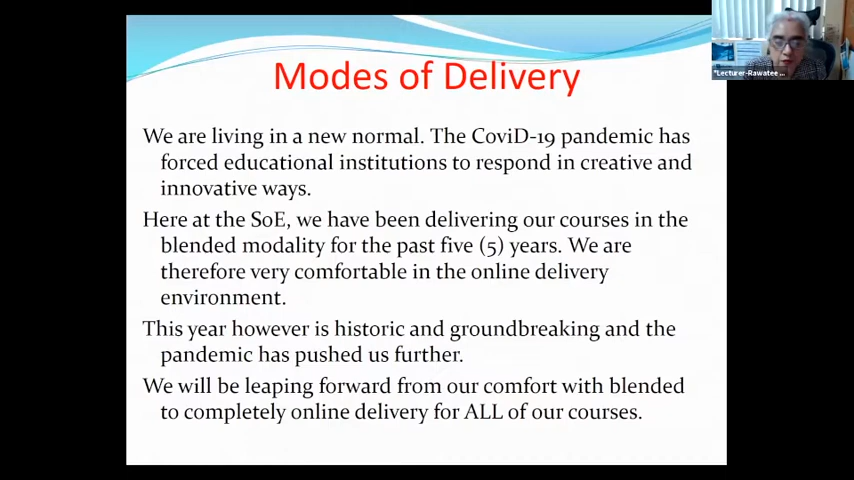 Modes of Delivery
"Lecturer-Rawatee ...
We are living in a new normal. The CoviD-19 pandemic has
forced educational institutions to respond in creative and
innovative ways.
Here at the SoE, we have been delivering our courses in the
blended modality for the past five (5) years. We are
therefore very comfortable in the online delivery
environment.
This year however is historic and groundbreaking and the
pandemic has pushed us further.
We will be leaping forward from our comfort with blended
to completely online delivery for ALL of our courses.